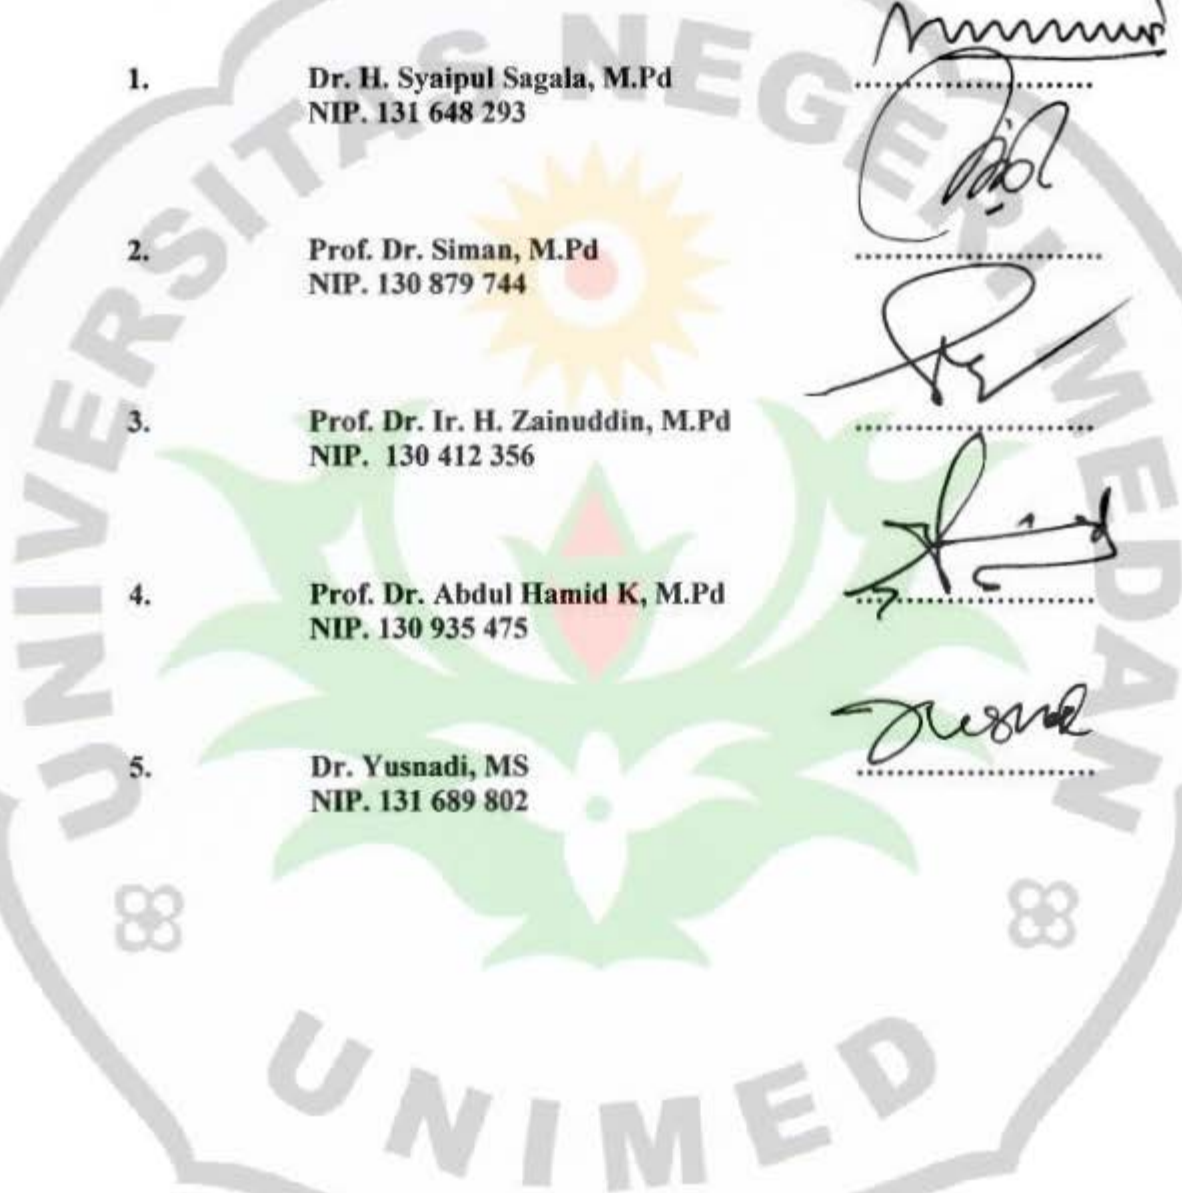 UNIVERSITAS NEGERI MEDAN
1. Dr. H. Syaipul Sagala, M.Pd ....................
NIP. 131 648 293
2. Prof. Dr. Siman, M.Pd ....................
NIP. 130 879 744
3. Prof. Dr. Ir. H. Zainuddin, M.Pd ....................
NIP. 130 412 356
4. Prof. Dr. Abdul Hamid K, M.Pd ....................
NIP. 130 935 475
5. Dr. Yusnadi, MS ....................
NIP. 131 689 802
UNIMED